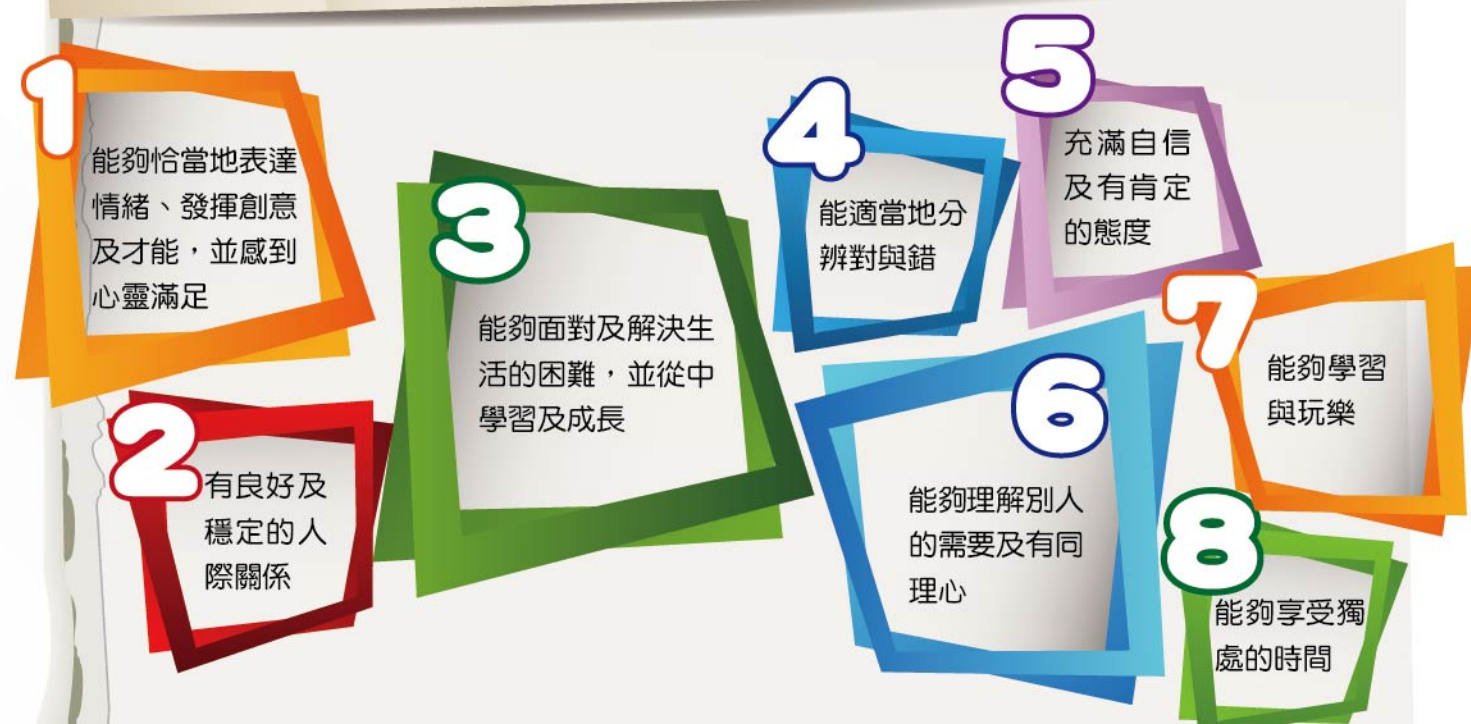 1
能夠恰當地表達
情緒、發揮創意
及才能，並感到
心靈滿足
2
有良好及
穩定的人
際關係
3
能夠面對及解決生
活的困難，並從中
學習及成長
4
能適當地分
辨對與錯
5
充滿自信
及有肯定
的態度
6
能夠理解別人
的需要及有同
理心
7
能夠學習
與玩樂
8
能夠享受獨
處的時間